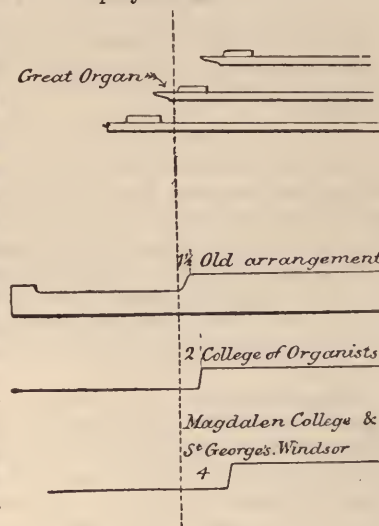 Great Organ
1½ Old arrangement
2 College of Organists
Magdalen College &
St George's. Windsor
4